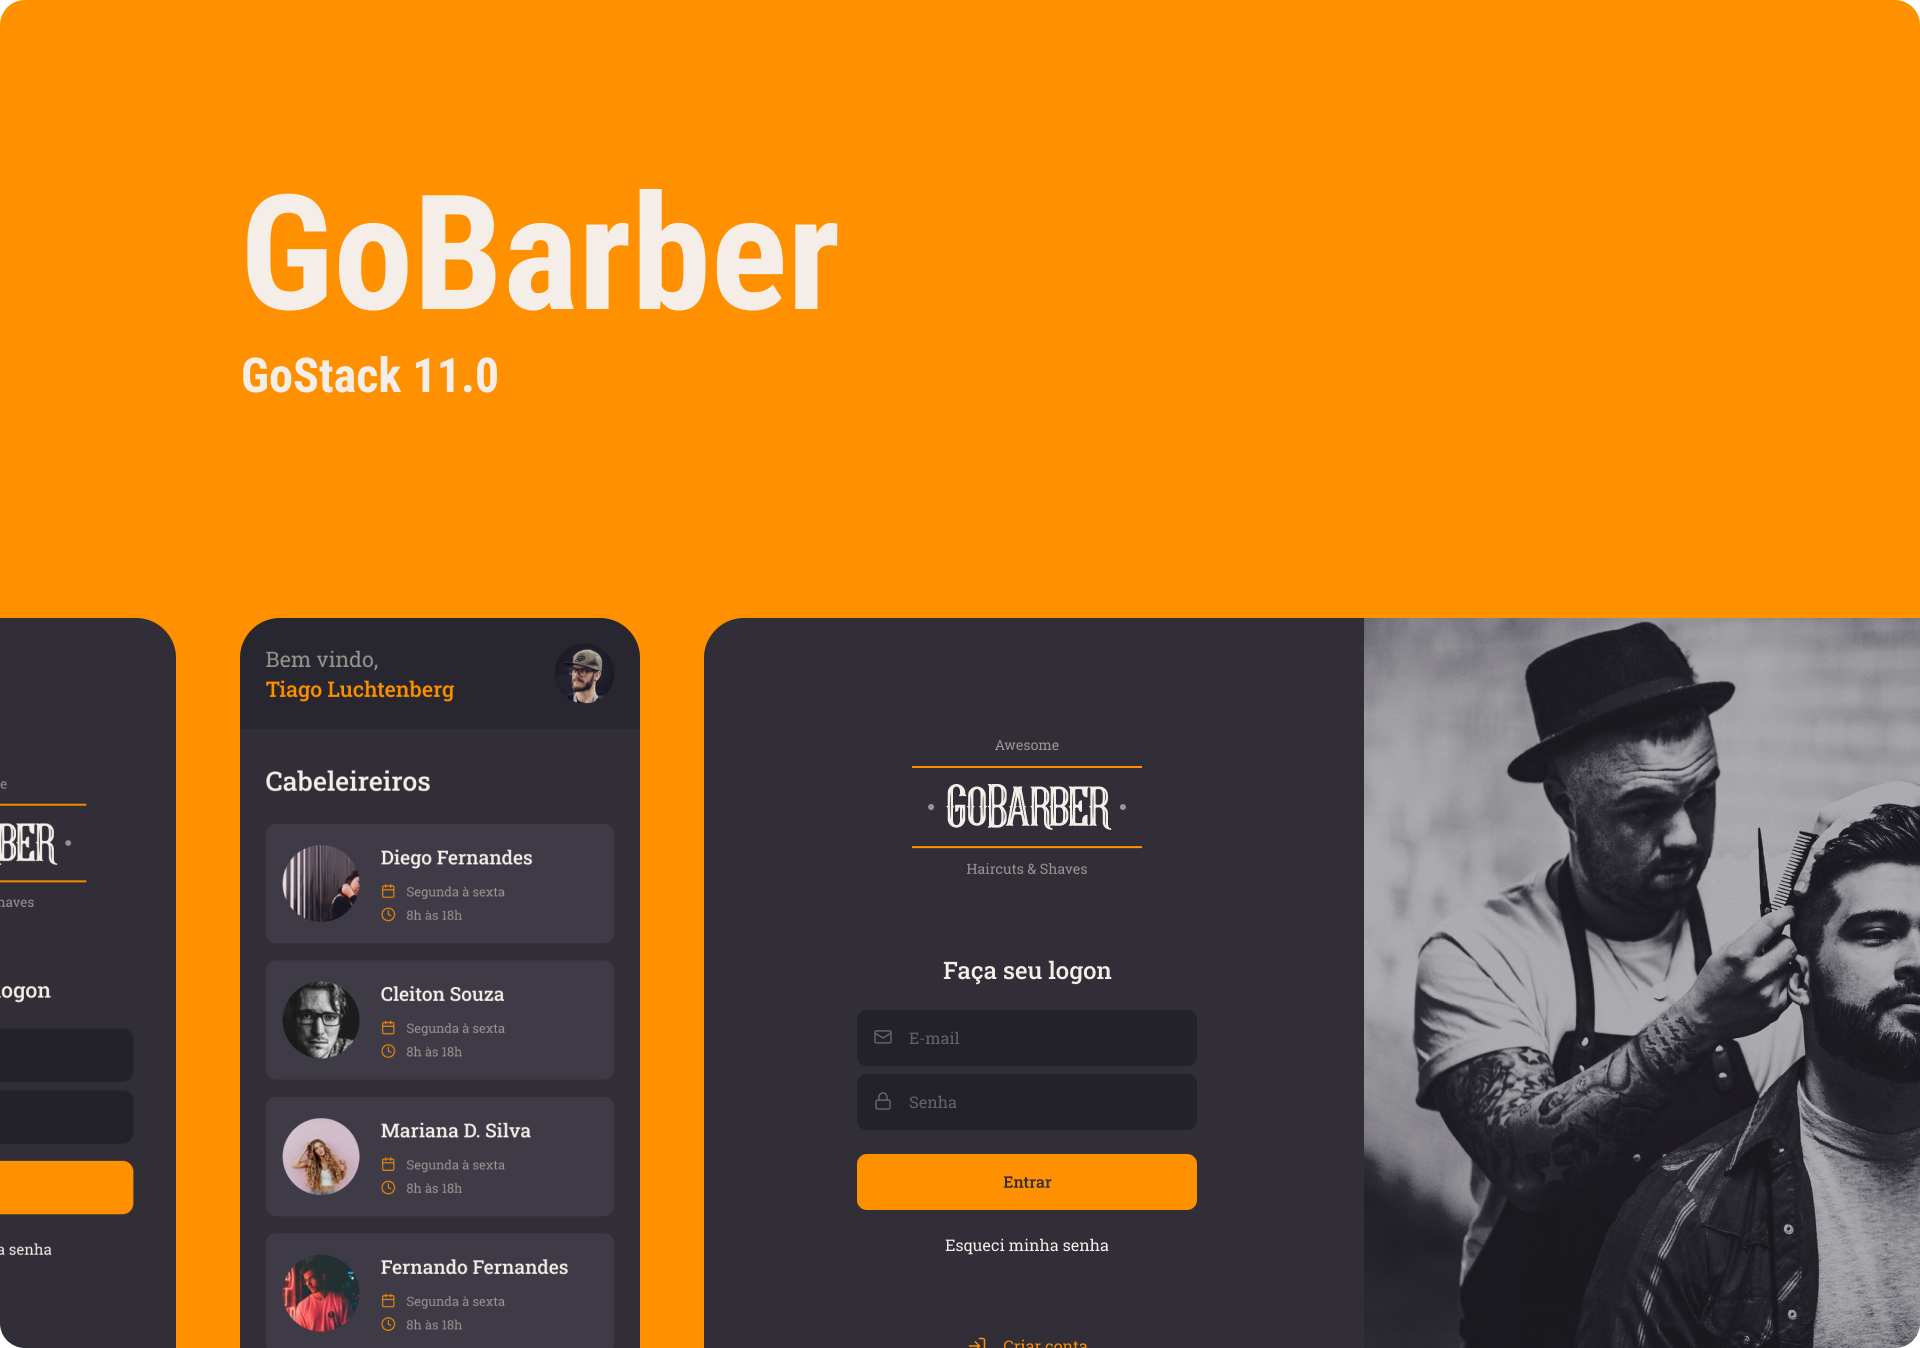 GoBarber
GoStack 11.0
BER
logon
a senha
Bem vindo,
Tiago Luchtenberg
Cabeleireiros
Diego Fernandes
Segunda à sexta
8h às 18h
Cleiton Souza
Segunda à sexta
8h às 18h
Mariana D. Silva
Segunda à sexta
8h às 18h
Fernando Fernandes
Segunda à sexta
8h às 18h
Awesome
GOBARBER
Haircuts & Shaves
Faça seu logon
E-mail
Senha
Entrar
Esqueci minha senha
Criar conta